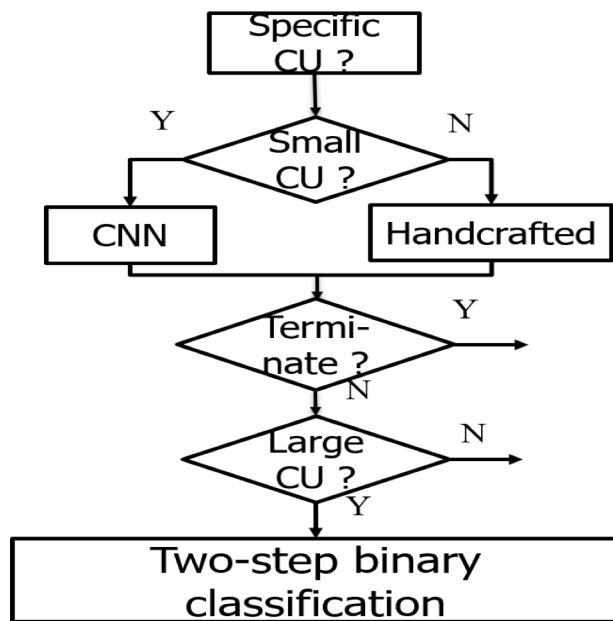 Specific
CU ?
Y
N
Small
CU ?
CNN
Handcrafted
Y
Termi-
nate ?
N
N
Large
CU ?
Y
Two-step binary
classification